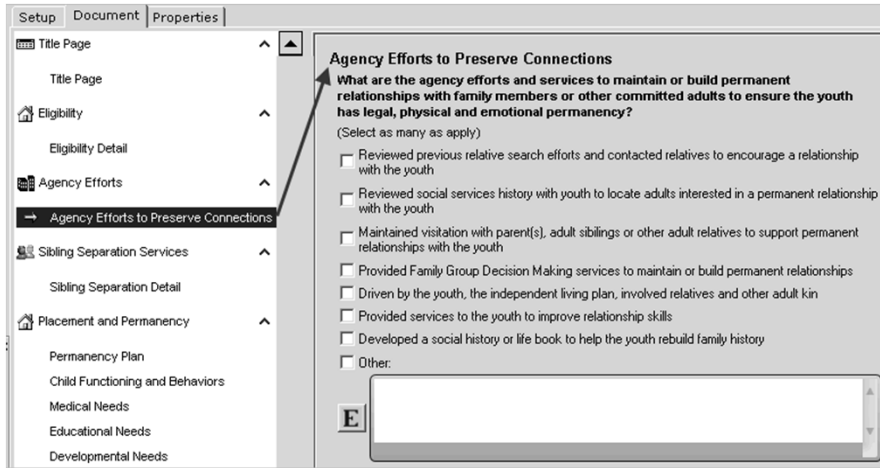 Setup Document Properties
Title Page
Title Page
Eligibility
Eligibility Detail
Agency Efforts
Agency Efforts to Preserve Connections
Sibling Separation Services
Sibling Separation Detail
Placement and Permanency
Permanency Plan
Child Functioning and Behaviors
Medical Needs
Educational Needs
Developmental Needs
Agency Efforts to Preserve Connections
What are the agency efforts and services to maintain or build permanent
relationships with family members or other committed adults to ensure the youth
has legal, physical and emotional permanency?
(Select as many as apply)
Reviewed previous relative search efforts and contacted relatives to encourage a relationship
with the youth
Reviewed social services history with youth to locate adults interested in a permanent relationship
with the youth
Maintained visitation with parent(s), adult sibilings or other adult relatives to support permanent
relationships with the youth
Provided Family Group Decision Making services to maintain or build permanent relationships
Driven by the youth, the independent living plan, involved relatives and other adult kin
Provided services to the youth to improve relationship skills
Developed a social history or life book to help the youth rebuild family history
Other:
E